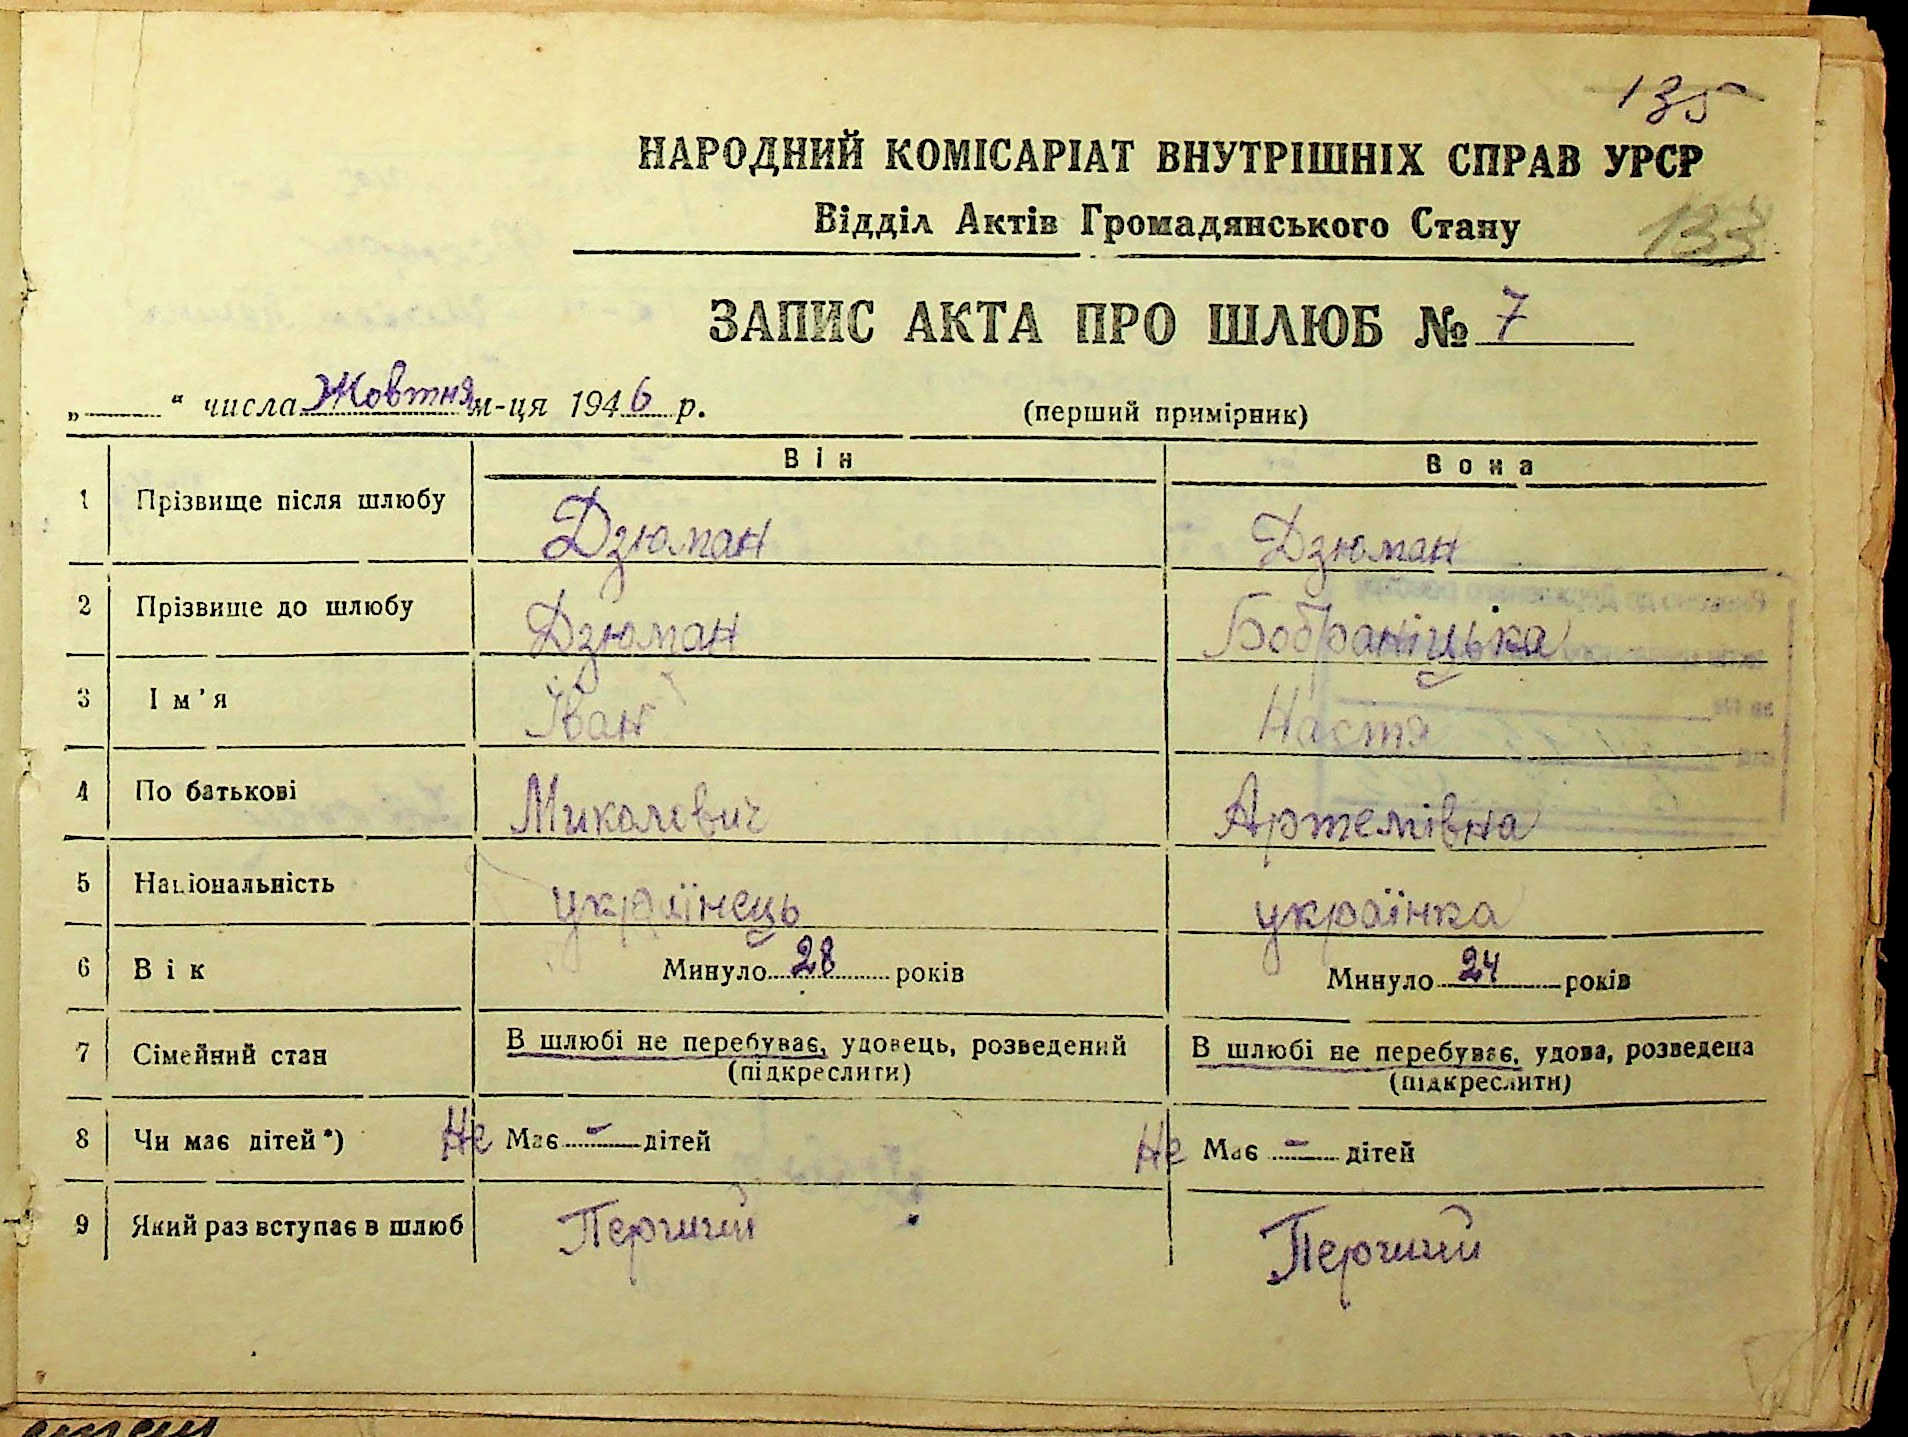 135
НАРОДНИЙ КОМІСАРІАТ ВНУТРІШНІХ СПРАВ УРСР
Відділ Актів Громадянського Стану
133
ЗАПИС АКТА ПРО ШЛЮБ № 7
„ “ числа Жовтня м-ця 1946 р. (перший примірник)
Він Вона
1 Прізвище після шлюбу Дзюман Дзюман
2 Прізвище до шлюбу Дзюман Бобраніцька
3 Ім'я Іван Настя
4 По батькові Миколевич Артемівна
5 Національність українець українка
6 Вік Минуло 28 років Минуло 24 років
7 Сімейний стан В шлюбі не перебуває, удовець, розведений В шлюбі не перебуває, удова, розведена
(підкреслити) (підкреслити)
8 Чи має дітей *) Не Має – дітей Не Має – дітей
9 Який раз вступає в шлюб Перший Перший